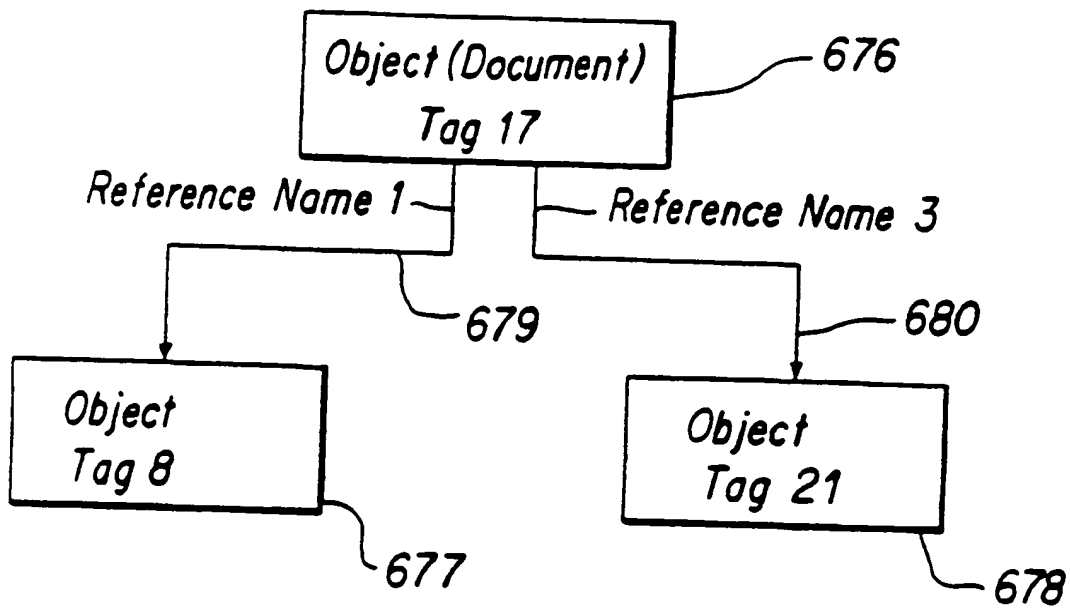 Object (Document)
Tag 17
676
Reference Name 1
Reference Name 3
679
680
Object
Tag 8
Object
Tag 21
677
678